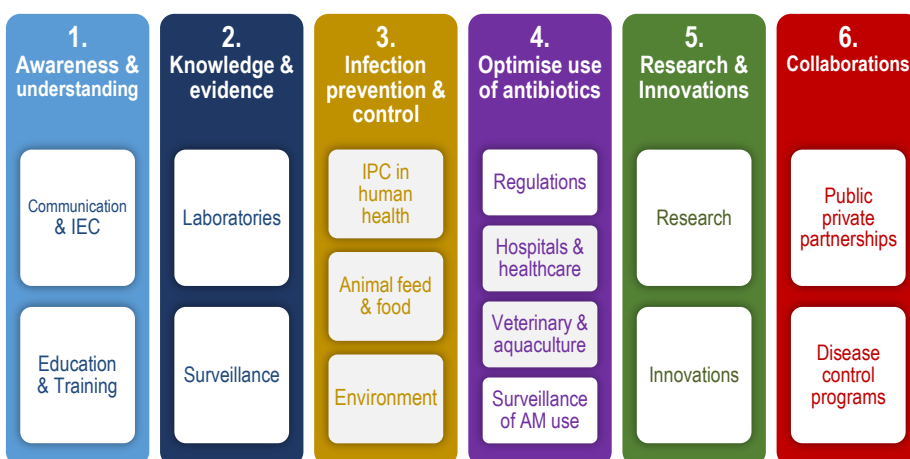 1.
Awareness &
understanding
Communication
& IEC
Education
& Training
2.
Knowledge &
evidence
Laboratories
Surveillance
3.
Infection
prevention &
control
IPC in
human
health
Animal feed
& food
Environment
4.
Optimise use
of antibiotics
Regulations
Hospitals &
healthcare
Veterinary &
aquaculture
Surveillance
of AM use
5.
Research &
Innovations
Research
Innovations
6.
Collaborations
Public
private
partnerships
Disease
control
programs